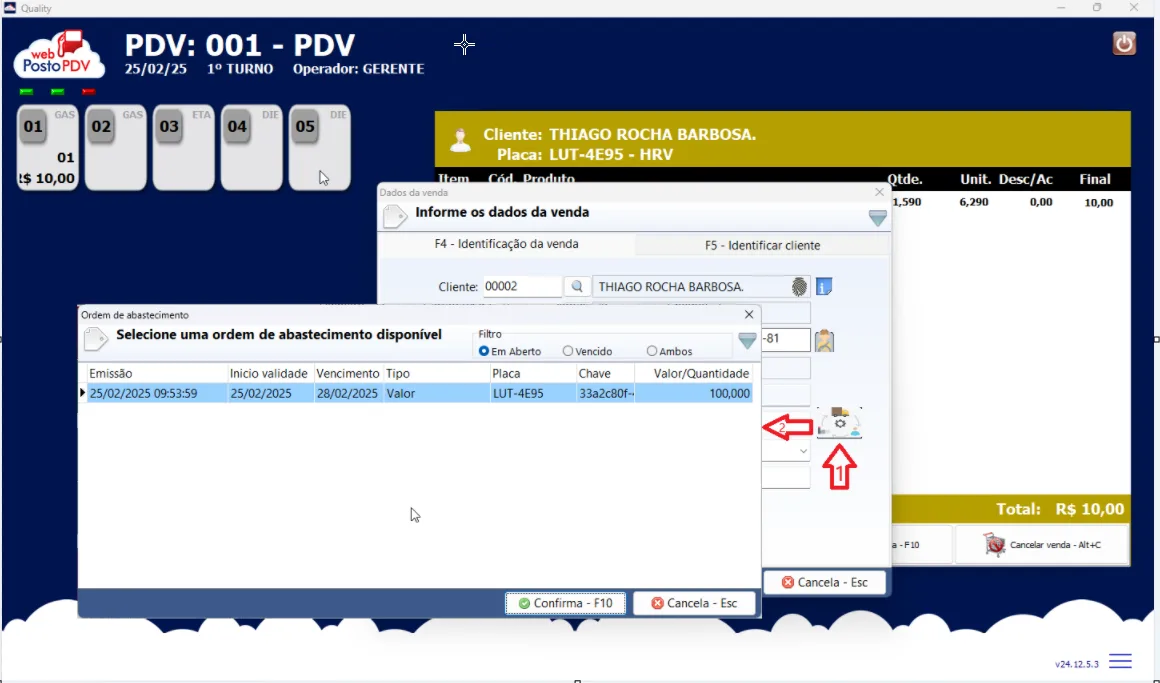 Quality
web
PostoPDV
PDV: 001 - PDV
25/02/25 1º TURNO Operador: GERENTE
01 GAS
01
R$ 10,00
02 GAS
03 ETA
04 DIE
05 DIE
Cliente: THIAGO ROCHA BARBOSA.
Placa: LUT-4E95 - HRV
Item Cód. Produto Qtde. Unit. Desc/Ac Final
1,590 6,290 0,00 10,00
Dados da venda
Informe os dados da venda
F4 - Identificação da venda F5 - Identificar cliente
Cliente: 00002 THIAGO ROCHA BARBOSA.
-81
Ordem de abastecimento
Selecione uma ordem de abastecimento disponível
Filtro
Em Aberto Vencido Ambos
Emissão Inicio validade Vencimento Tipo Placa Chave Valor/Quantidade
25/02/2025 09:53:59 25/02/2025 28/02/2025 Valor LUT-4E95 33a2c80f- 100,000
2
1
Total: R$ 10,00
a - F10 Cancelar venda - Alt+C
Cancela - Esc
Confirma - F10 Cancela - Esc
v24.12.5.3